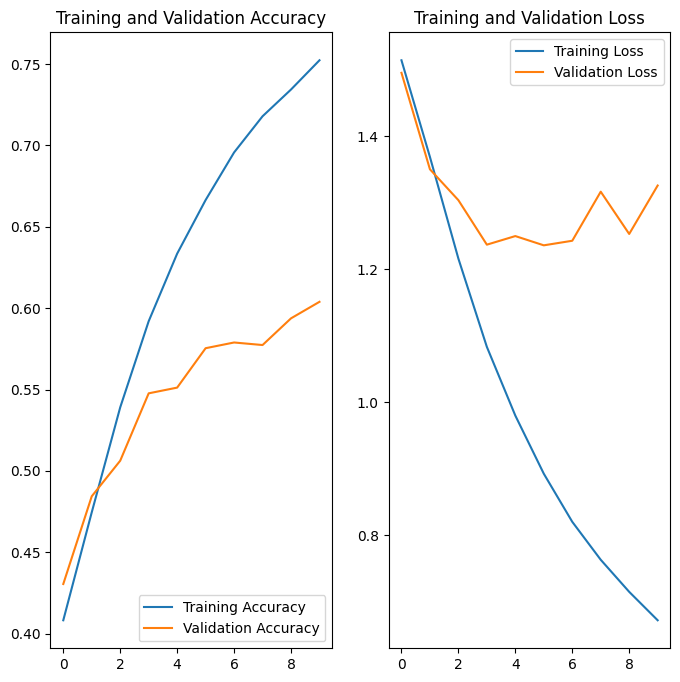 Training and Validation Accuracy
0.75
0.70
0.65
0.60
0.55
0.50
0.45
0.40
Training Accuracy
Validation Accuracy
0 2 4 6 8
Training and Validation Loss
Training Loss
Validation Loss
1.4
1.2
1.0
0.8
0 2 4 6 8